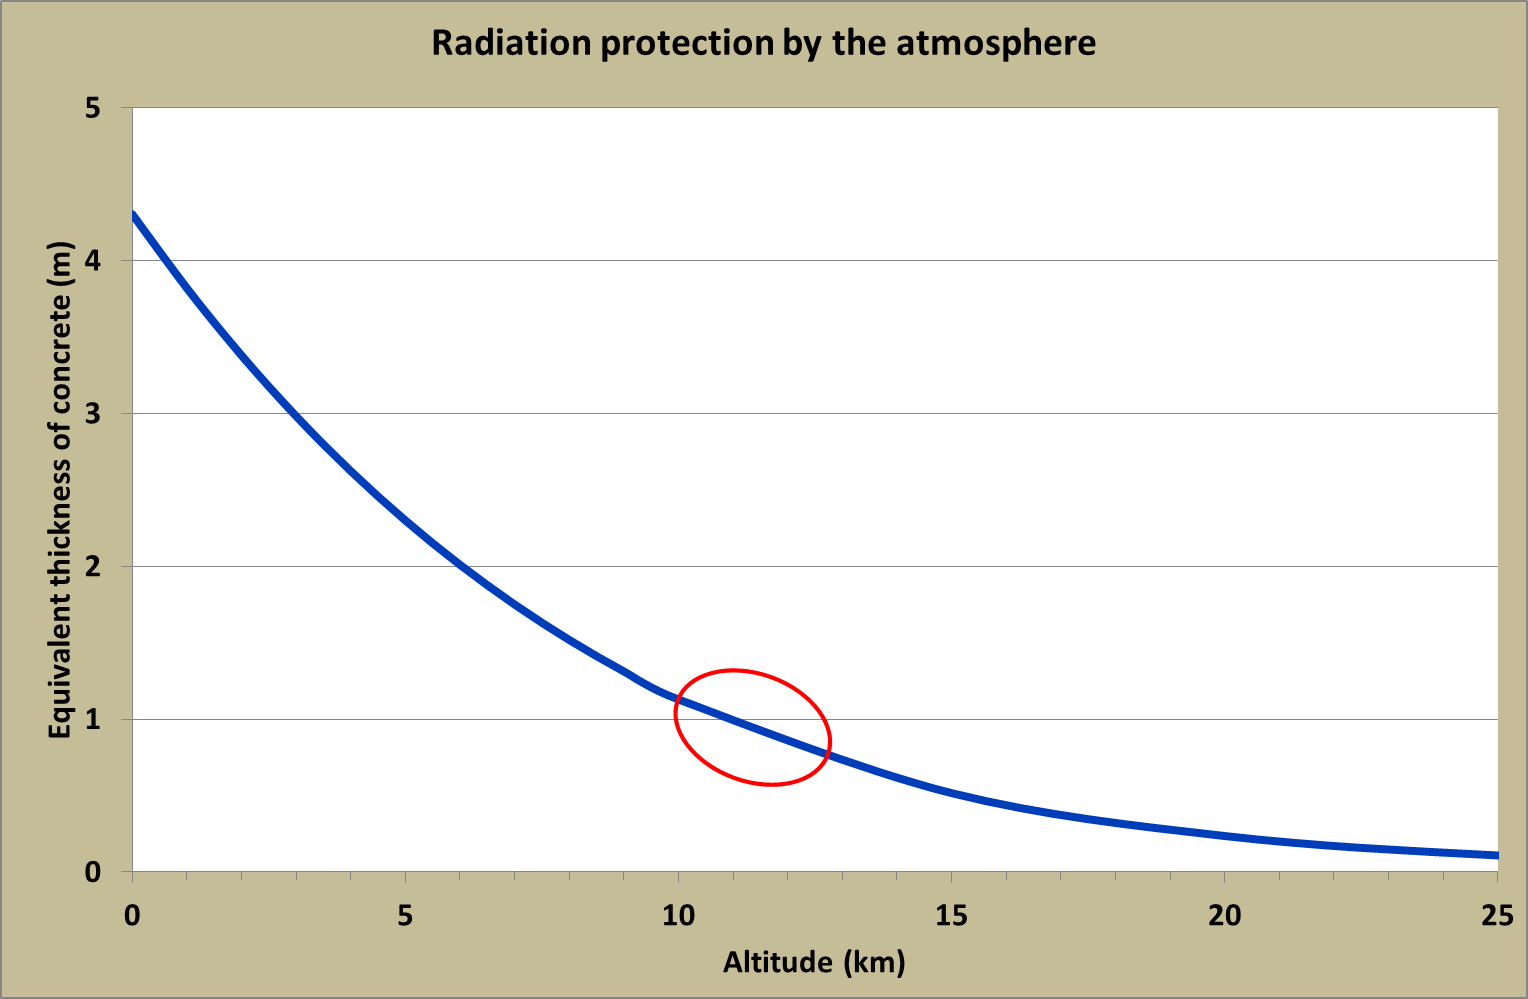 Radiation protection by the atmosphere
Equivalent thickness of concrete (m)
5
4
3
2
1
0
0 5 10 15 20 25
Altitude (km)